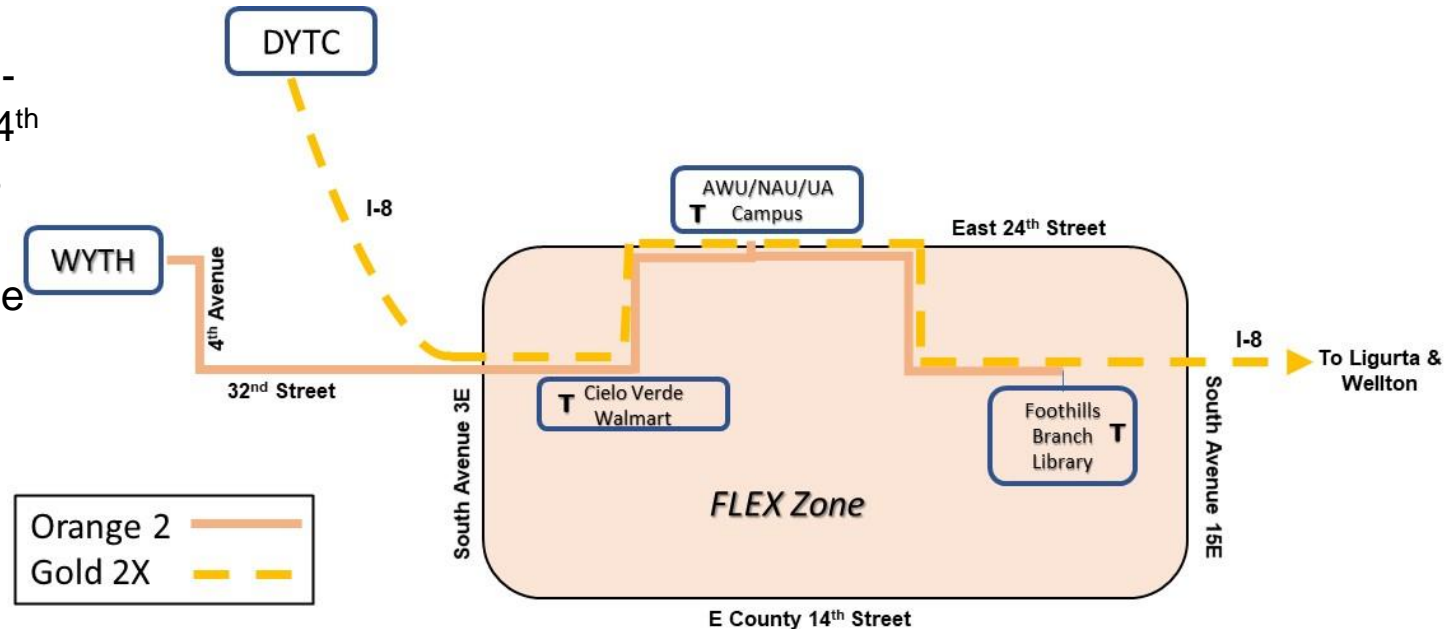 DYTC
-
4th
I-8
AWU/NAU/UA
T Campus
East 24th Street
WYTH
e
4th Avenue
32nd Street
South Avenue 3E
T Cielo Verde
Walmart
I-8
To Ligurta &
Wellton
Foothills
Branch T
Library
South Avenue 15E
FLEX Zone
Orange 2
Gold 2X
E County 14th Street